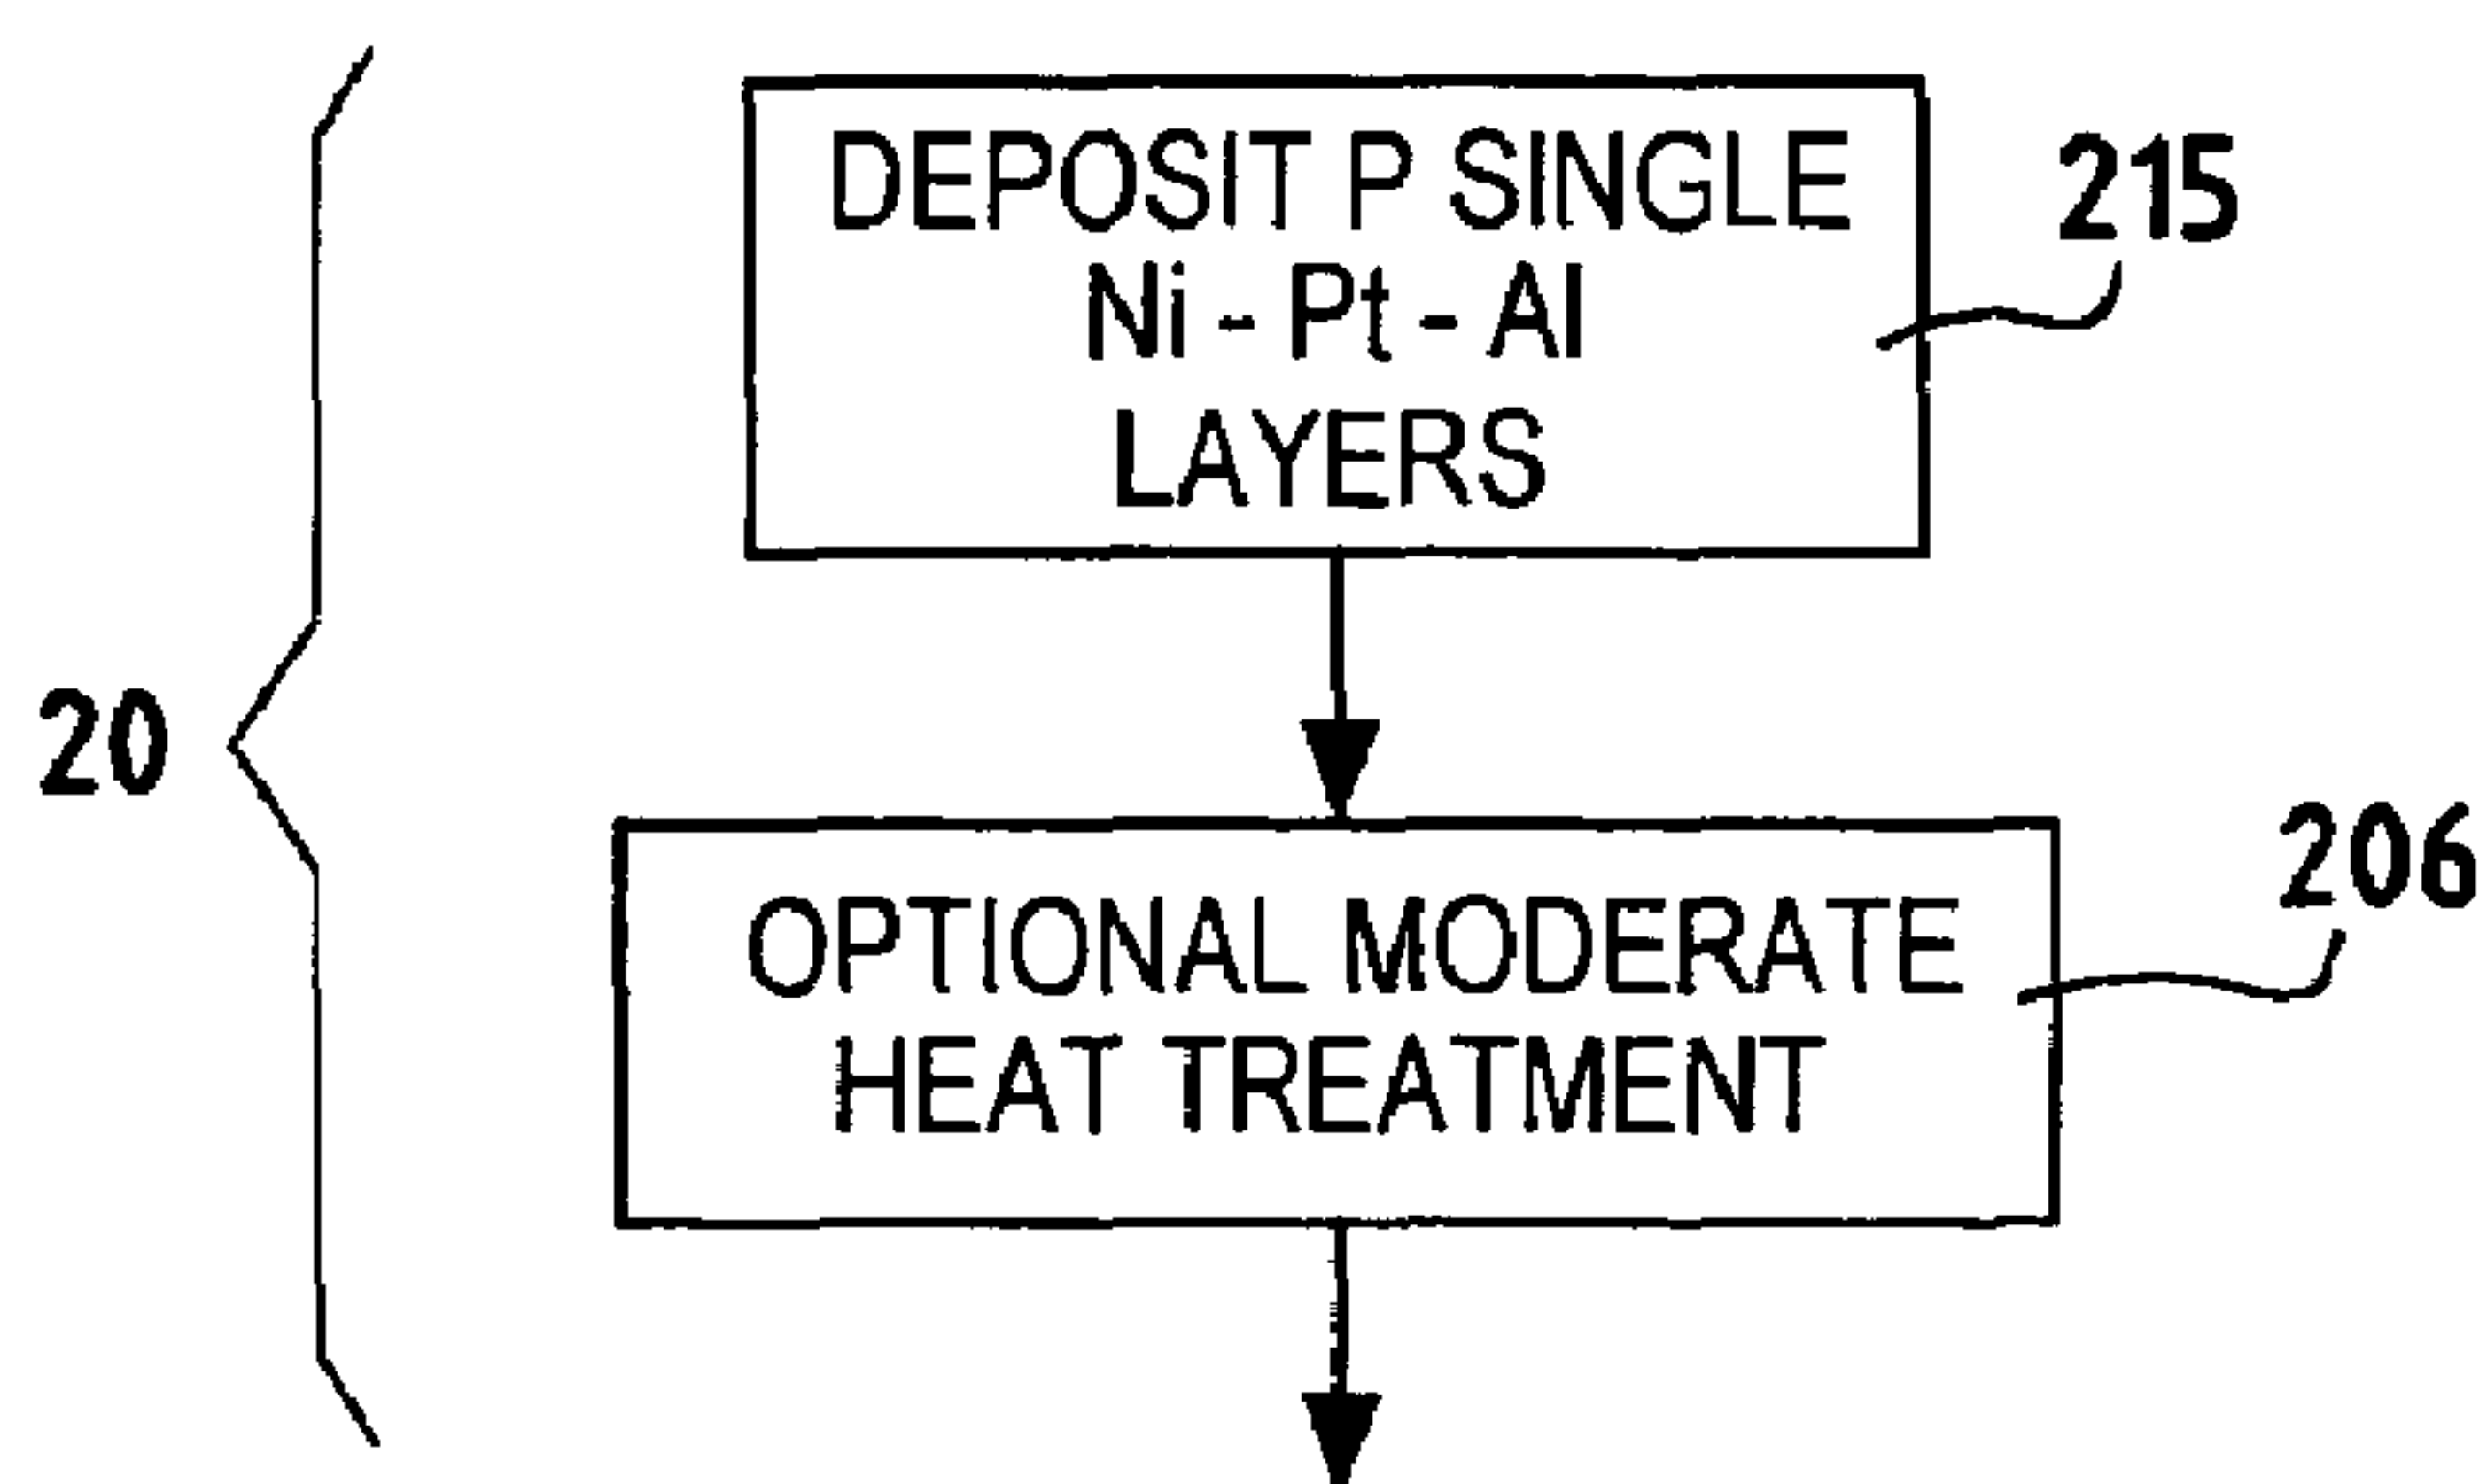 DEPOSIT P SINGLE
Ni - Pt - Al
LAYERS
215
20
OPTIONAL MODERATE
HEAT TREATMENT
206